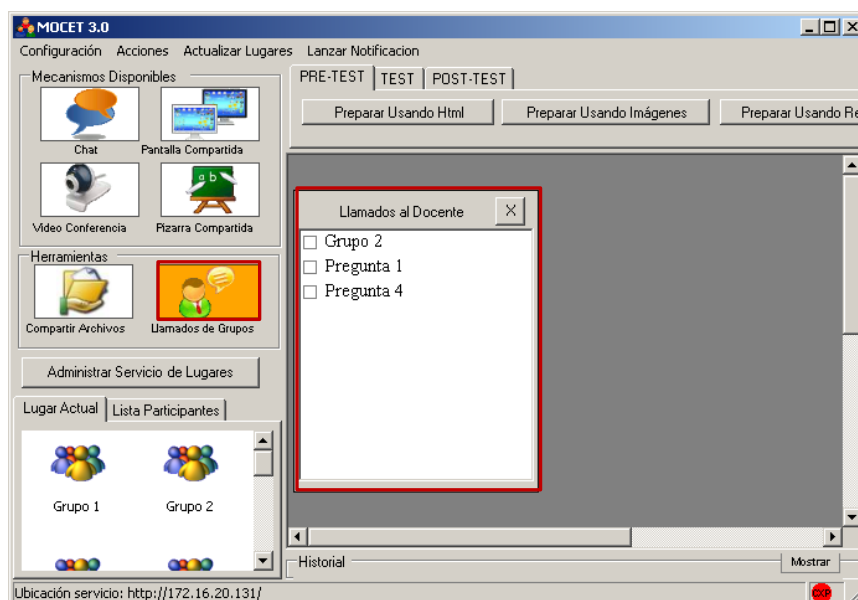 MOCET 3.0
Configuración Acciones Actualizar Lugares Lanzar Notificacion
Mecanismos Disponibles
Chat
Pantalla Compartida
Video Conferencia
Pizarra Compartida
Herramientas
Compartir Archivos
Llamados de Grupos
Administrar Servicio de Lugares
Lugar Actual Lista Participantes
Grupo 1
Grupo 2
PRE-TEST TEST POST-TEST
Preparar Usando Html
Preparar Usando Imágenes
Preparar Usando Re
Llamados al Docente X
Grupo 2
Pregunta 1
Pregunta 4
Historial
Mostrar
Ubicación servicio: http://172.16.20.131/